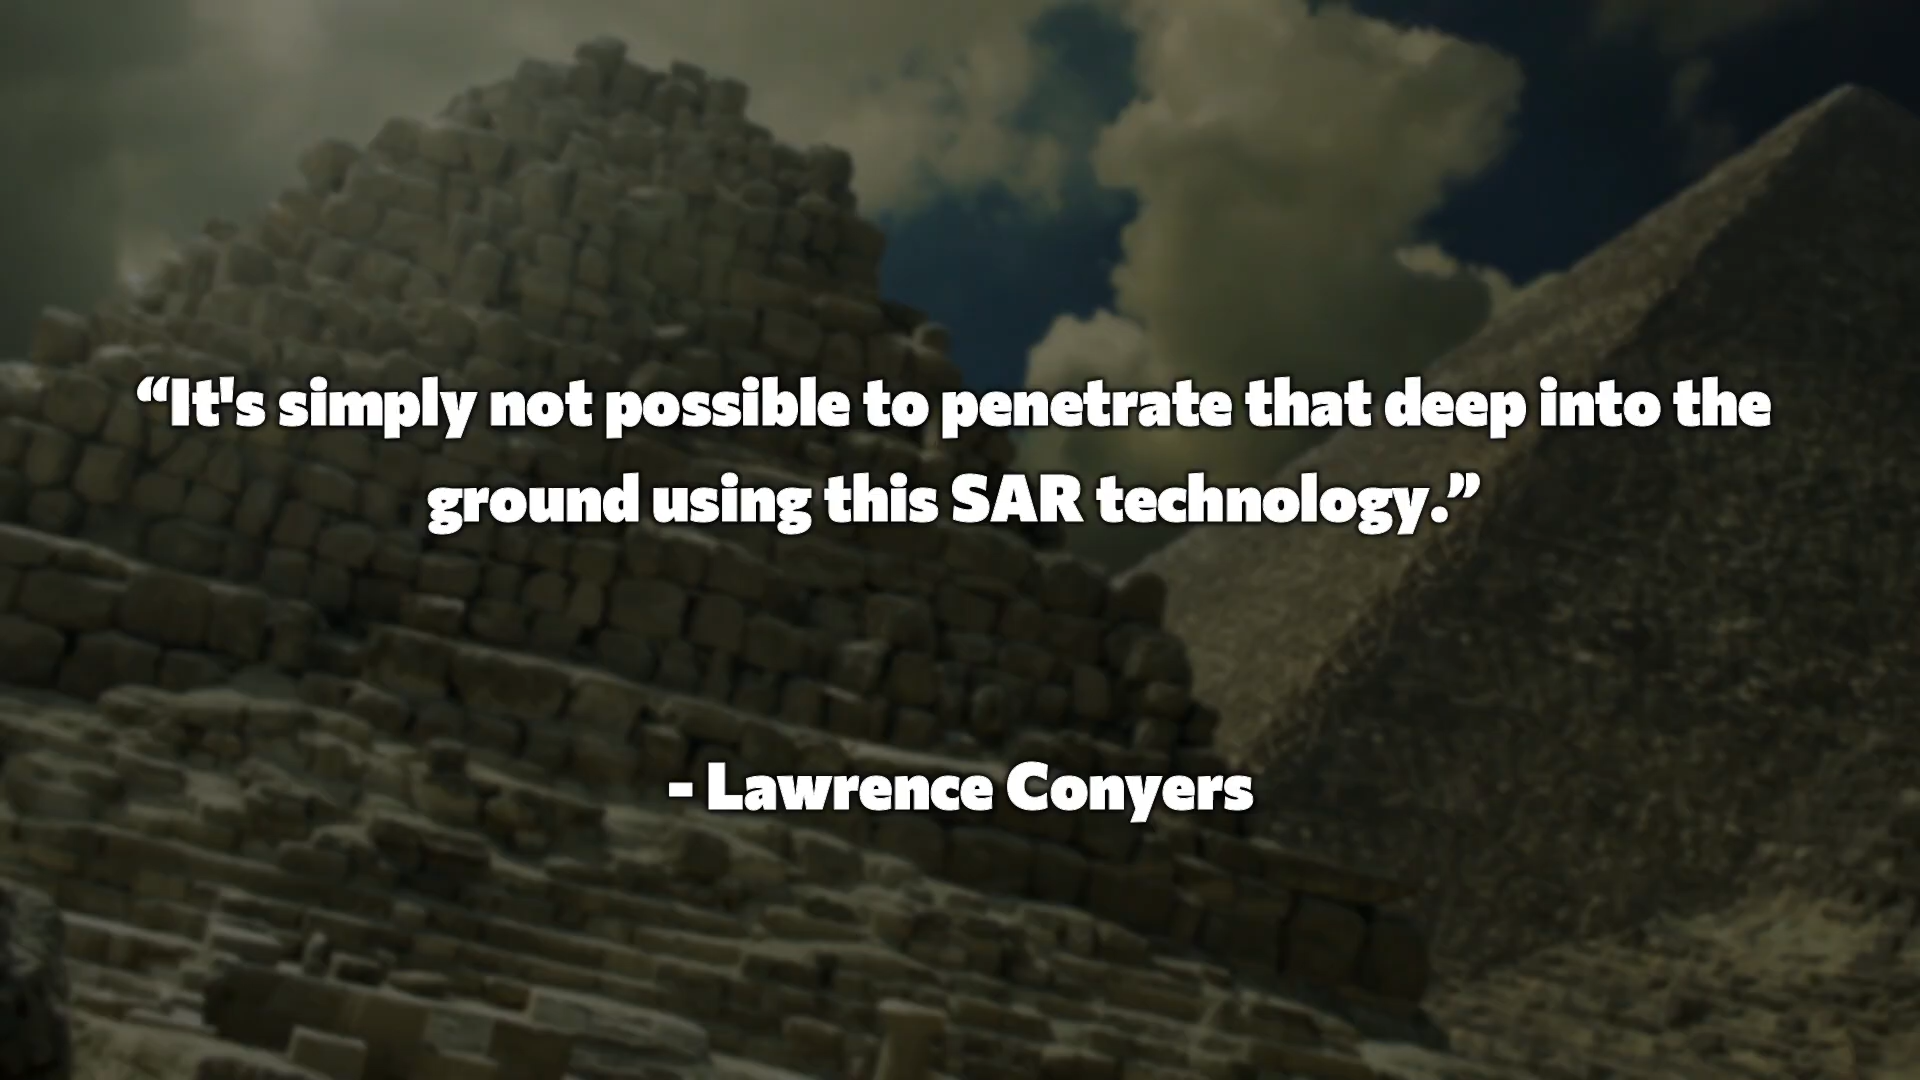 “It's simply not possible to penetrate that deep into the
ground using this SAR technology.”
- Lawrence Conyers